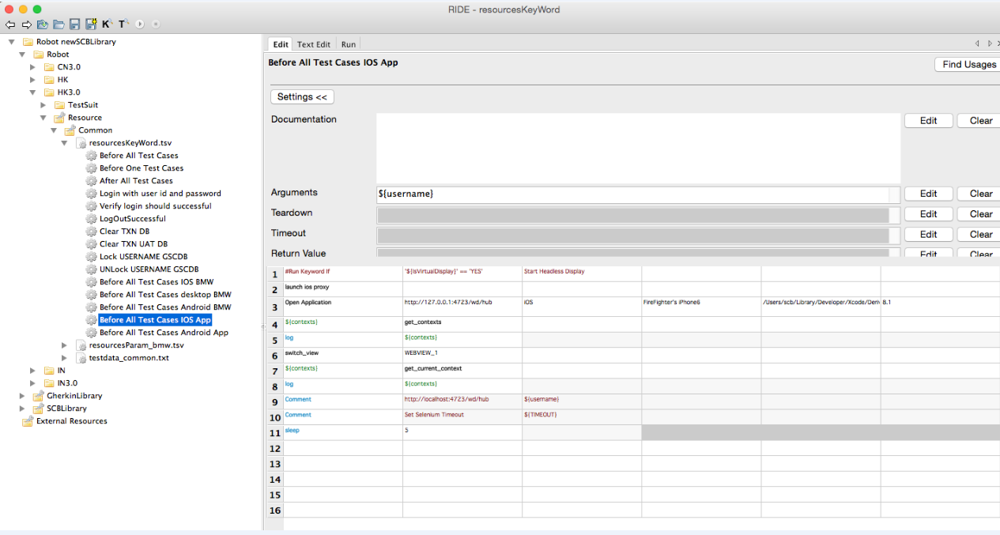 RIDE - resourcesKeyWord
K T
Robot newSCBLibrary
Robot
CN3.0
HK
HK3.0
TestSuit
Resource
Common
resourcesKeyWord.tsv
Before All Test Cases
Before One Test Cases
After All Test Cases
Login with user id and password
Verify login should successful
LogOutSuccessful
Clear TXN DB
Clear TXN UAT DB
Lock USERNAME GSCDB
UNLock USERNAME GSCDB
Before All Test Cases IOS BMW
Before All Test Cases desktop BMW
Before All Test Cases Android BMW
Before All Test Cases IOS App
Before All Test Cases Android App
resourcesParam_bmw.tsv
testdata_common.txt
IN
IN3.0
GherkinLibrary
SCBLibrary
External Resources
Edit Text Edit Run
Before All Test Cases IOS App
Find Usages
Settings <<
Documentation Edit Clear
Arguments ${username} Edit Clear
Teardown Edit Clear
Timeout Edit Clear
Return Value Edit Clear
1 #Run Keyword If '${IsVirtualDisplay}' == 'YES' Start Headless Display
2 launch ios proxy
3 Open Application http://127.0.0.1:4723/wd/hub iOS FireFighter's iPhone6 /Users/scb/Library/Developer/Xcode/Deri 8.1
4 ${contexts} get_contexts
5 log ${contexts}
6 switch_view WEBVIEW_1
7 ${contexts} get_current_context
8 log ${contexts}
9 Comment http://localhost:4723/wd/hub ${username}
10 Comment Set Selenium Timeout ${TIMEOUT}
11 sleep 5
12
13
14
15
16